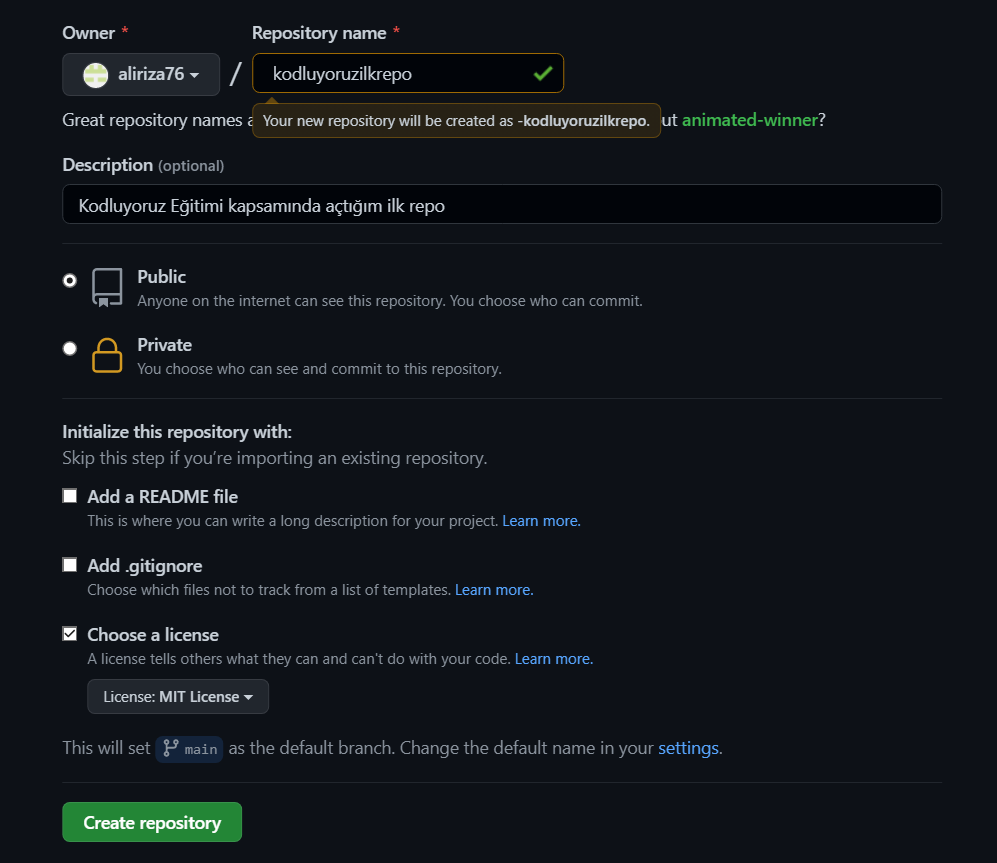 Owner * Repository name *
aliriza76 / kodluyoruzilkrepo
Great repository names a
Your new repository will be created as -kodluyoruzilkrepo.
ut animated-winner?
Description (optional)
Kodluyoruz Eğitimi kapsamında açtığım ilk repo
Public
Anyone on the internet can see this repository. You choose who can commit.
Private
You choose who can see and commit to this repository.
Initialize this repository with:
Skip this step if you’re importing an existing repository.
Add a README file
This is where you can write a long description for your project. Learn more.
Add .gitignore
Choose which files not to track from a list of templates. Learn more.
Choose a license
A license tells others what they can and can't do with your code. Learn more.
License: MIT License
This will set main as the default branch. Change the default name in your settings.
Create repository